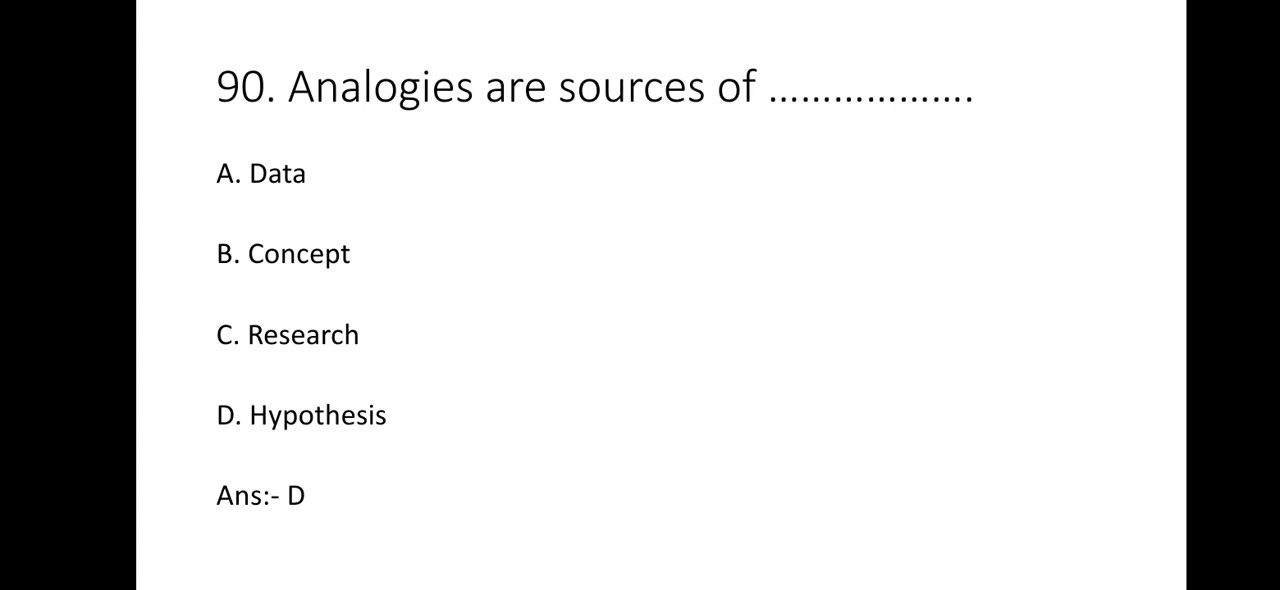 90. Analogies are sources of ...................
A. Data
B. Concept
C. Research
D. Hypothesis
Ans:- D